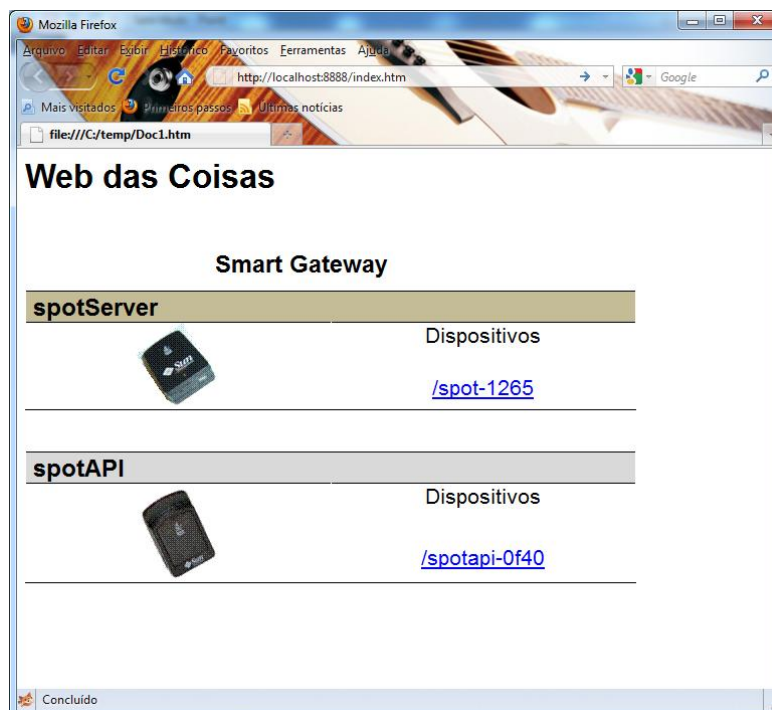 Mozilla Firefox
Arquivo Editar Exibir Histórico Favoritos Ferramentas Ajuda
http://localhost:8888/index.htm
Google
Mais visitados Primeiros passos Últimas notícias
file:///C:/temp/Doc1.htm
Web das Coisas
Smart Gateway
spotServer
Sun
Dispositivos
/spot-1265
spotAPI
Sun
Dispositivos
/spotapi-0f40
Concluído